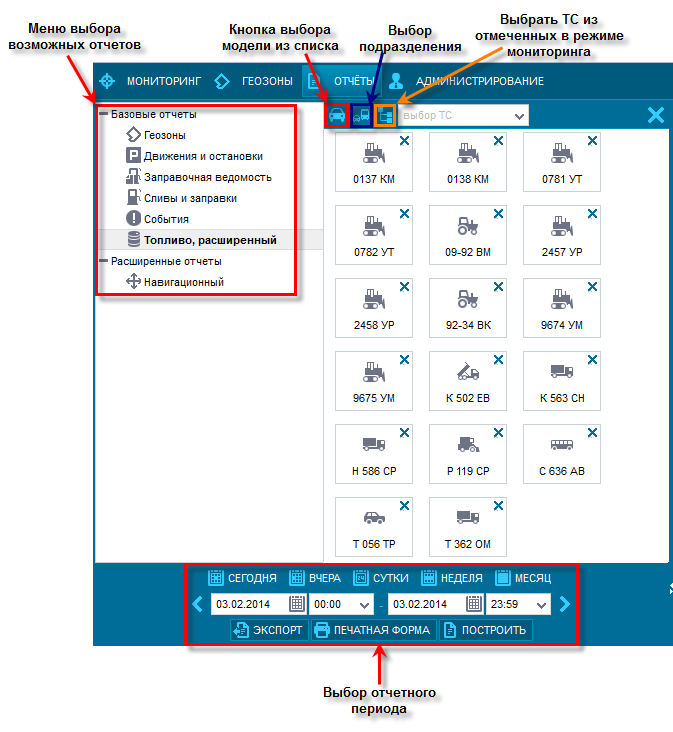 Меню выбора
возможных отчетов
Кнопка выбора
модели из списка
Выбор
подразделения
Выбрать ТС из
отмеченных в режиме
мониторинга
МОНИТОРИНГ ГЕОЗОНЫ ОТЧЁТЫ АДМИНИСТРИРОВАНИЕ
Базовые отчеты
Геозоны
Движения и остановки
Заправочная ведомость
Сливы и заправки
События
Топливо, расширенный
Расширенные отчеты
Навигационный
выбор ТС
0137 КМ 0138 КМ 0781 УТ
0782 УТ 09-92 ВМ 2457 УР
2458 УР 92-34 ВК 9674 УМ
9675 УМ К 502 ЕВ К 563 СН
Н 586 СР Р 119 СР С 636 АВ
Т 056 ТР Т 362 ОМ
СЕГОДНЯ ВЧЕРА СУТКИ НЕДЕЛЯ МЕСЯЦ
03.02.2014 00:00 - 03.02.2014 23:59
ЭКСПОРТ ПЕЧАТНАЯ ФОРМА ПОСТРОИТЬ
Выбор отчетного
периода